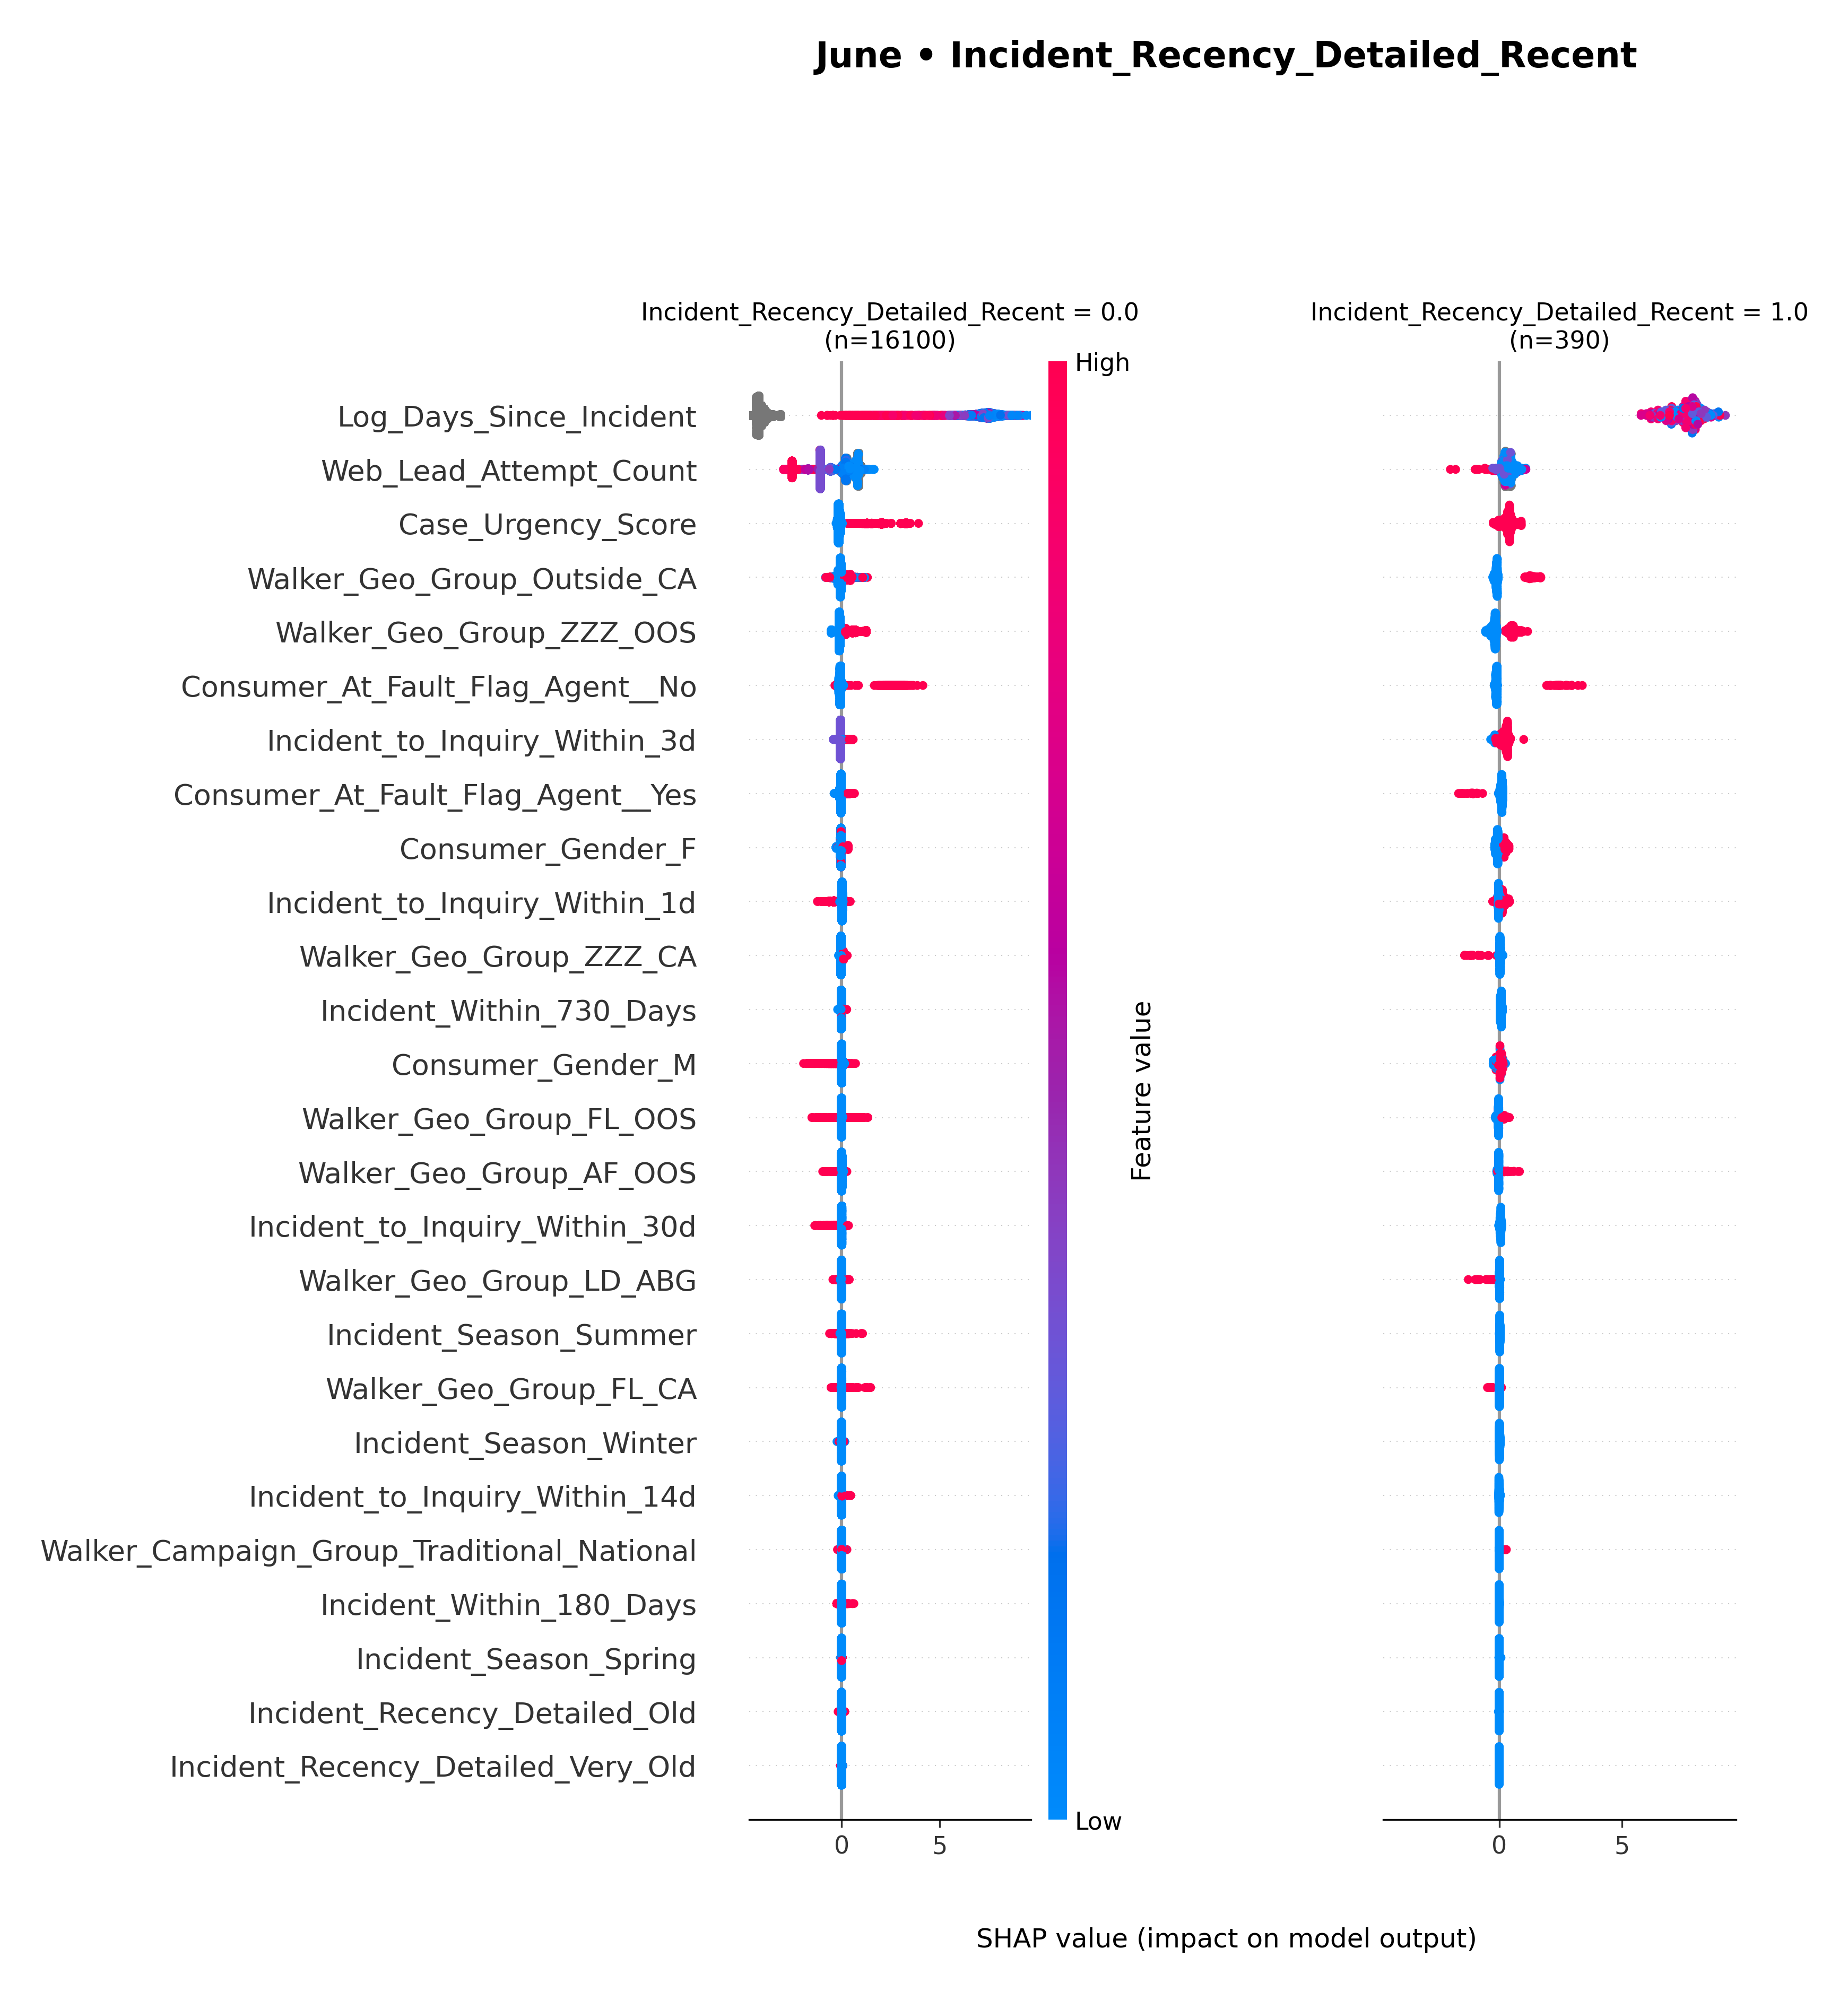 June • Incident_Recency_Detailed_Recent
Incident_Recency_Detailed_Recent = 0.0
(n=16100)
Incident_Recency_Detailed_Recent = 1.0
(n=390)
High
Log_Days_Since_Incident
Web_Lead_Attempt_Count
Case_Urgency_Score
Walker_Geo_Group_Outside_CA
Walker_Geo_Group_ZZZ_OOS
Consumer_At_Fault_Flag_Agent__No
Incident_to_Inquiry_Within_3d
Consumer_At_Fault_Flag_Agent__Yes
Consumer_Gender_F
Incident_to_Inquiry_Within_1d
Walker_Geo_Group_ZZZ_CA
Incident_Within_730_Days
Consumer_Gender_M
Walker_Geo_Group_FL_OOS
Walker_Geo_Group_AF_OOS
Incident_to_Inquiry_Within_30d
Walker_Geo_Group_LD_ABG
Incident_Season_Summer
Walker_Geo_Group_FL_CA
Incident_Season_Winter
Incident_to_Inquiry_Within_14d
Walker_Campaign_Group_Traditional_National
Incident_Within_180_Days
Incident_Season_Spring
Incident_Recency_Detailed_Old
Incident_Recency_Detailed_Very_Old
Feature value
Low
0 5
0 5
SHAP value (impact on model output)